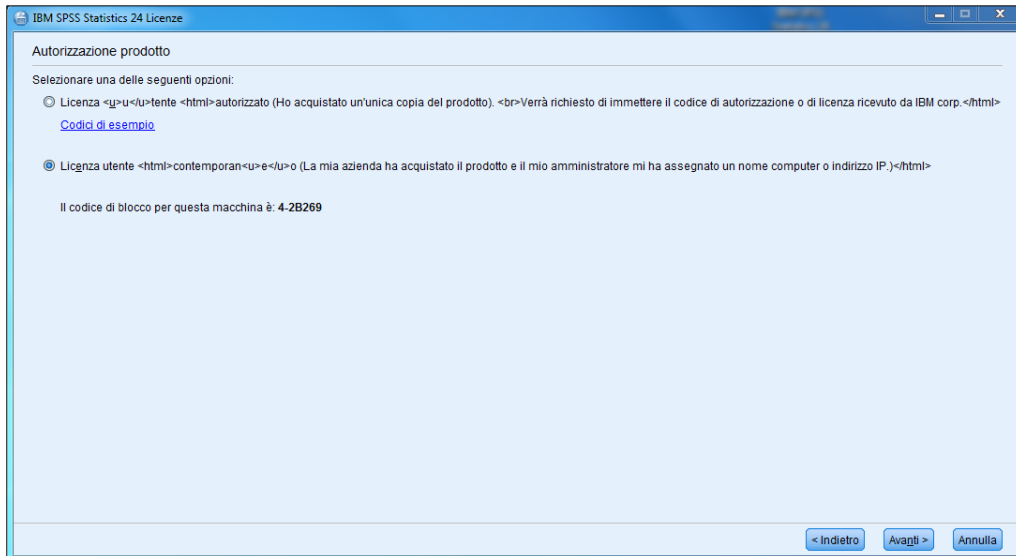 IBM SPSS Statistics 24 Licenze
Autorizzazione prodotto
Selezionare una delle seguenti opzioni:
Licenza <u>u</u>tente <html>autorizzato (Ho acquistato un'unica copia del prodotto). <br>Verrà richiesto di immettere il codice di autorizzazione o di licenza ricevuto da IBM corp.</html>
Codici di esempio
Licenza utente <html>contemporan<u>e</u>o (La mia azienda ha acquistato il prodotto e il mio amministratore mi ha assegnato un nome computer o indirizzo IP.)</html>
Il codice di blocco per questa macchina è: 4-2B269
< Indietro
Avanti >
Annulla